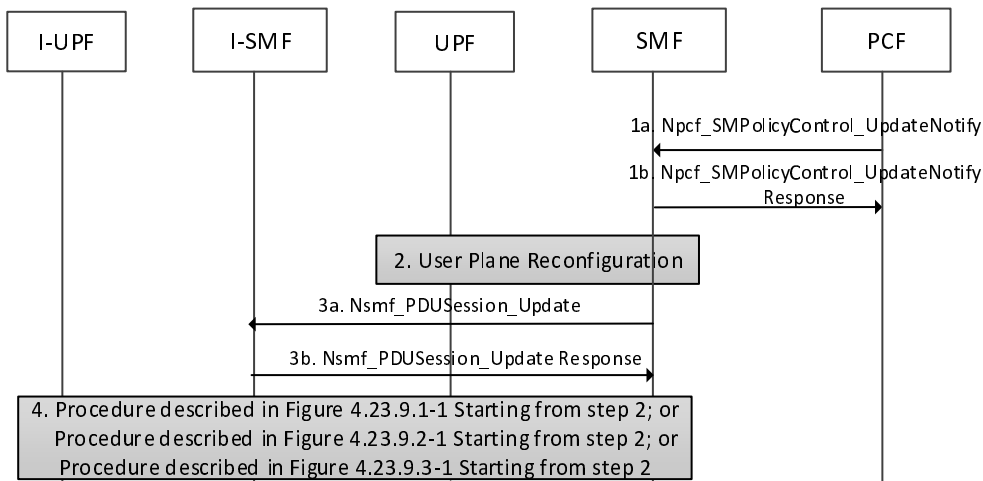 I-UPF
I-SMF
UPF
SMF
PCF
1a. Npcf_SMPolicyControl_UpdateNotify
1b. Npcf_SMPolicyControl_UpdateNotify
Response
2. User Plane Reconfiguration
3a. Nsmf_PDUSession_Update
3b. Nsmf_PDUSession_Update Response
4. Procedure described in Figure 4.23.9.1-1 Starting from step 2; or
Procedure described in Figure 4.23.9.2-1 Starting from step 2; or
Procedure described in Figure 4.23.9.3-1 Starting from step 2